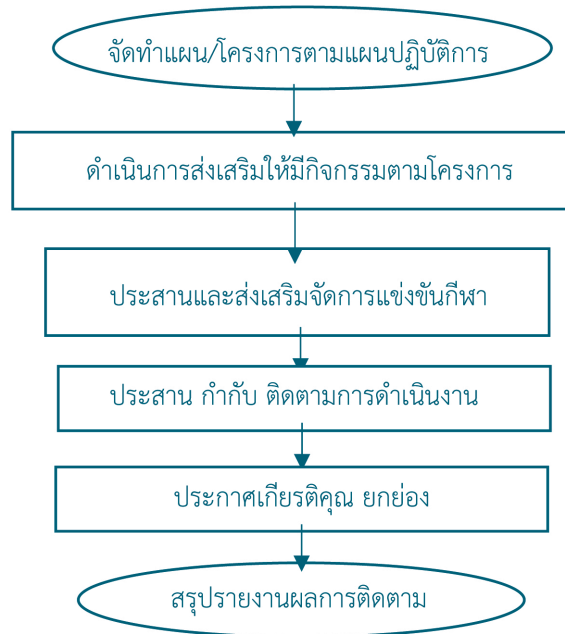 จัดทำแผน/โครงการตามแผนปฏิบัติการ
ดำเนินการส่งเสริมให้มีกิจกรรมตามโครงการ
ประสานและส่งเสริมจัดการแข่งขันกีฬา
ประสาน กำกับ ติดตามการดำเนินงาน
ประกาศเกียรติคุณ ยกย่อง
สรุปรายงานผลการติดตาม